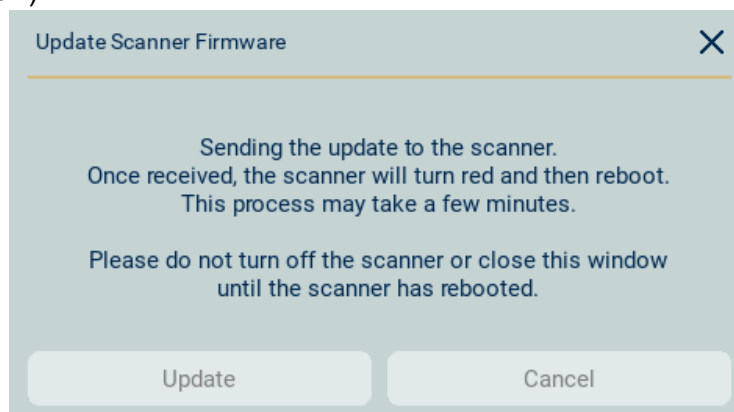 Update Scanner Firmware
Sending the update to the scanner.
Once received, the scanner will turn red and then reboot.
This process may take a few minutes.
Please do not turn off the scanner or close this window
until the scanner has rebooted.
Update
Cancel